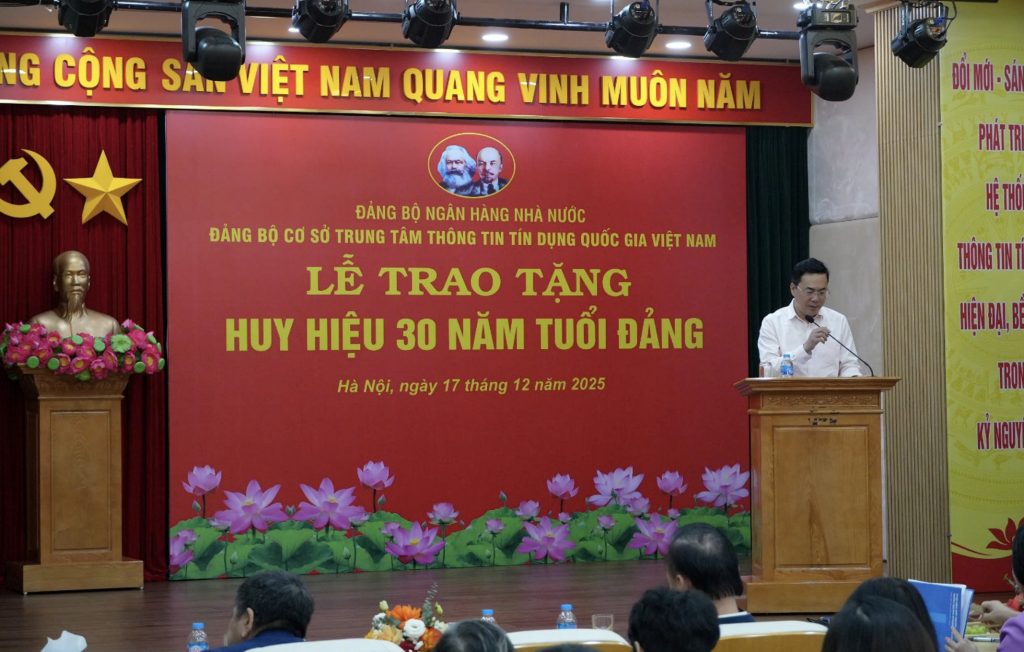 NG CỘNG SẢN VIỆT NAM QUANG VINH MUÔN NĂM
ĐẢNG BỘ NGÂN HÀNG NHÀ NƯỚC
ĐẢNG BỘ CƠ SỞ TRUNG TÂM THÔNG TIN TÍN DỤNG QUỐC GIA VIỆT NAM
LỄ TRAO TẶNG
HUY HIỆU 30 NĂM TUỔI ĐẢNG
Hà Nội, ngày 17 tháng 12 năm 2025
ĐỔI MỚI - SÁN
PHÁT TRI
HỆ THỐ
THÔNG TIN TÍ
HIỆN ĐẠI, BỀ
TRON
KỶ NGUY